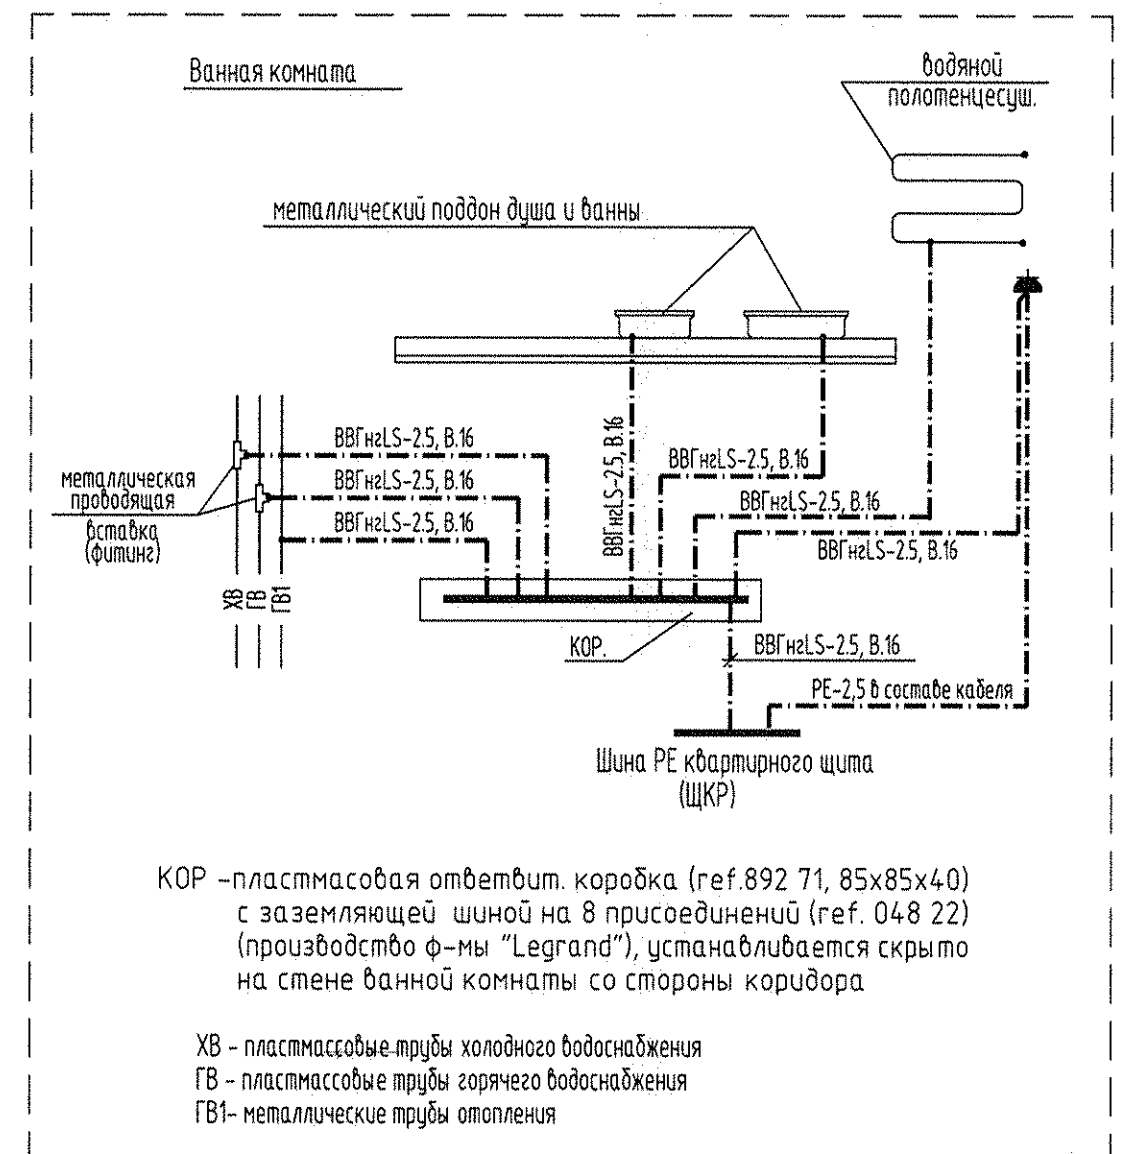 Ванная комната
водяной
полотенцесуш.
металлический поддон душа и ванны
ВВГнгLS-2.5, В.16
ВВГнгLS-2.5, В.16
ВВГнгLS-2.5, В.16
металлическая
проводящая
вставка
(фитинг)
ВВГнгLS-2.5, В.16
ВВГнгLS-2.5, В.16
ВВГнгLS-2.5, В.16
ВВГнгLS-2.5, В.16
ХВ
ГВ
ГВ1
КОР.
ВВГнгLS-2.5, В.16
РЕ-2,5 в составе кабеля
Шина РЕ квартирного щита
(ЩКР)
КОР -пластмасовая ответвит. коробка (ref.892 71, 85x85x40)
с заземляющей шиной на 8 присоединений (ref. 048 22)
(производство ф-мы "Legrand"), устанавливается скрыто
на стене ванной комнаты со стороны коридора
ХВ - пластмассовые трубы холодного водоснабжения
ГВ - пластмассовые трубы горячего водоснабжения
ГВ1- металлические трубы отопления